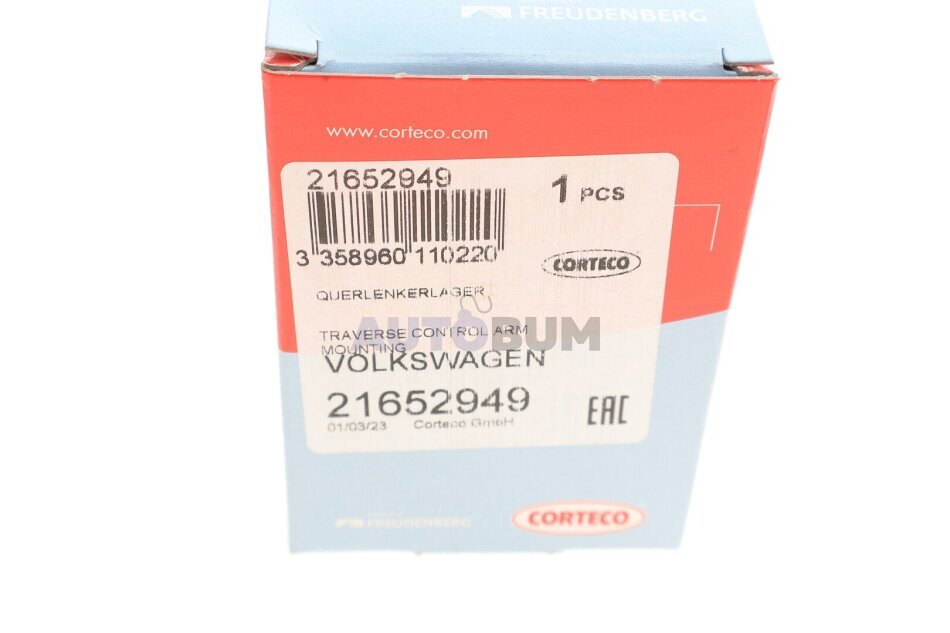 FREUDENBERG
www.corteco.com
21652949
1 PCS
3 358960 110220
CORTECO
QUERLENKERLAGER
TRAVERSE CONTROL ARM
MOUNTING
AUTOBUM
VOLKSWAGEN
21652949
01/03/23 Corteco GmbH
EAC
FREUDENBERG
CORTECO